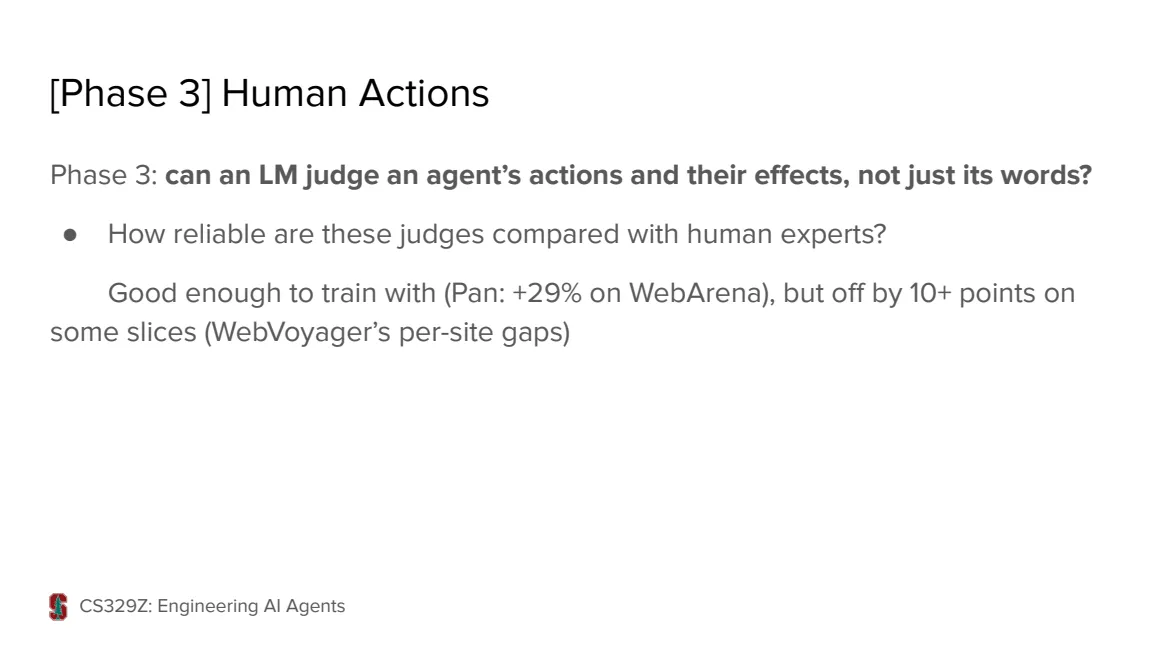 [Phase 3] Human Actions
Phase 3: can an LM judge an agent’s actions and their effects, not just its words?
● How reliable are these judges compared with human experts?
Good enough to train with (Pan: +29% on WebArena), but off by 10+ points on
some slices (WebVoyager’s per-site gaps)
CS329Z: Engineering AI Agents